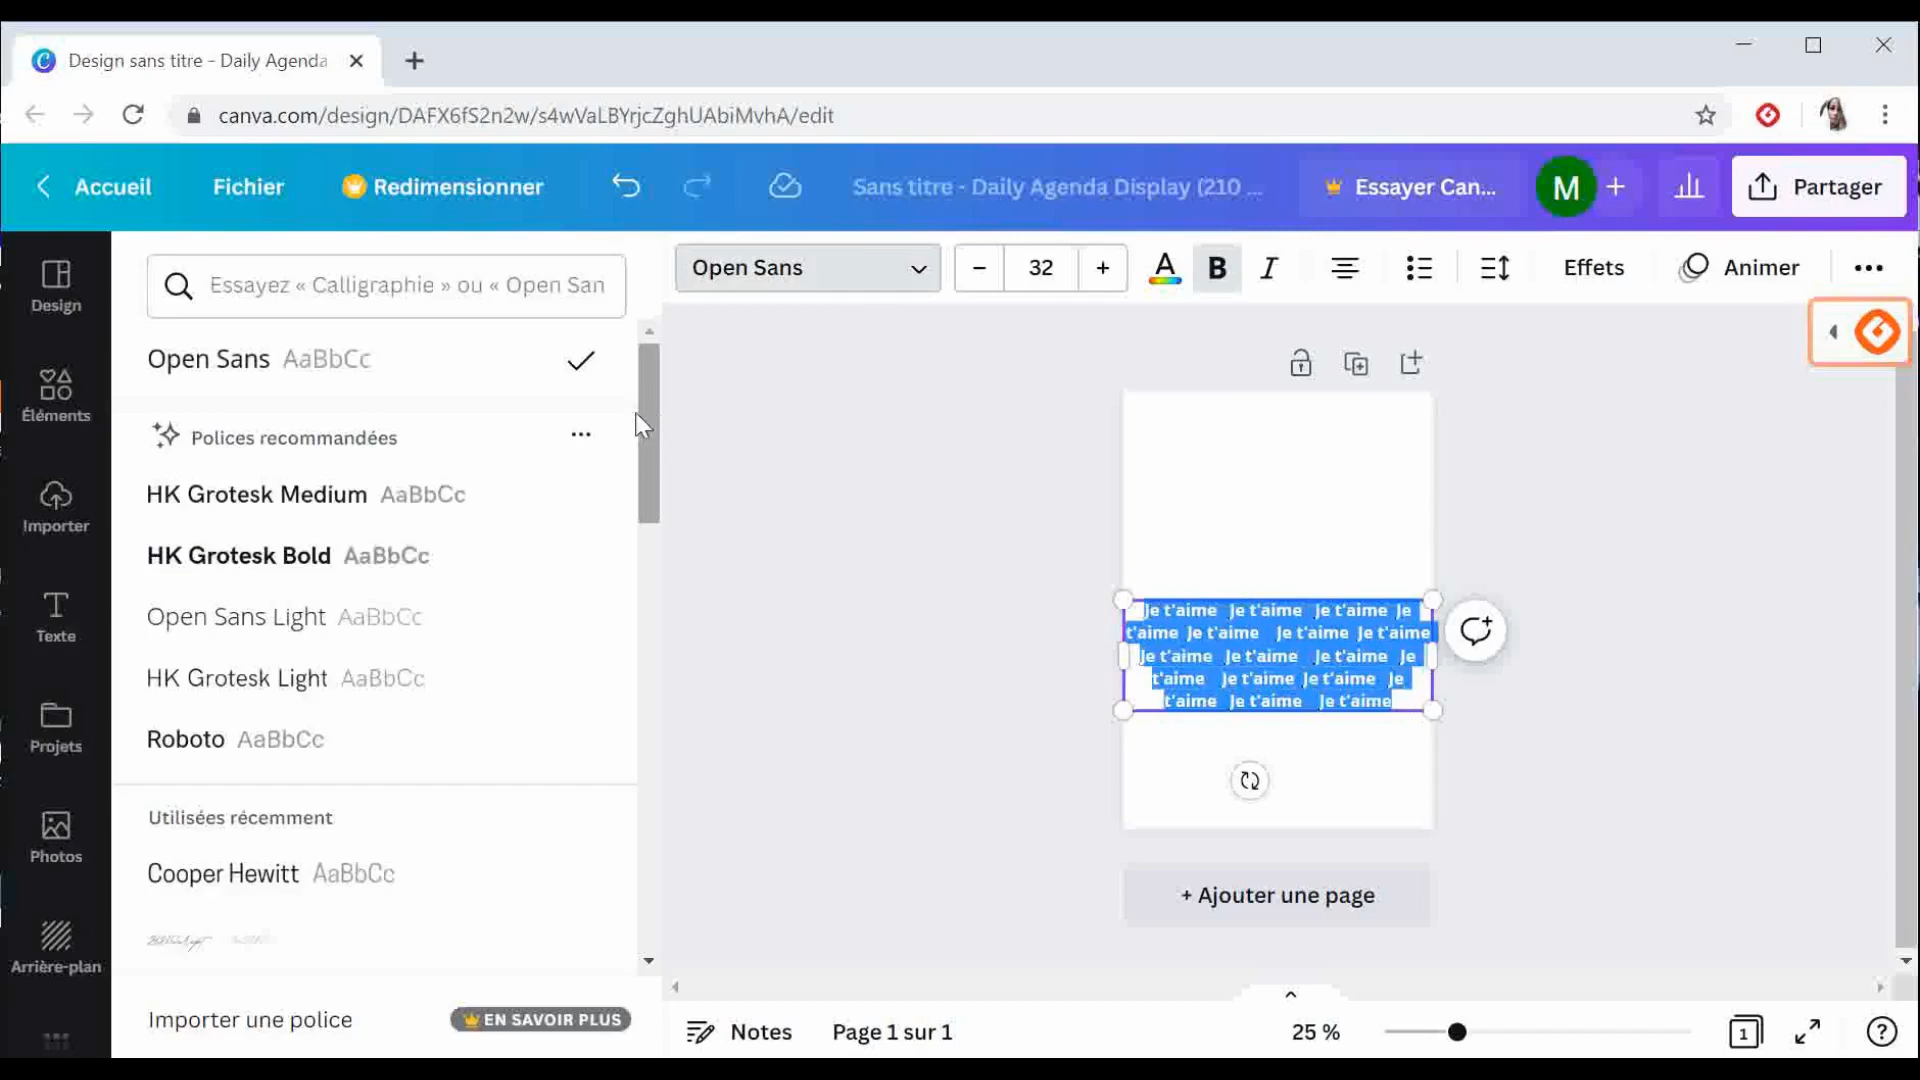 Design sans titre - Daily Agenda
canva.com/design/DAFX6fS2n2w/s4wVaLBYrjcZghUAbiMvhA/edit
Accueil
Fichier
Redimensionner
Sans titre - Daily Agenda Display (210 ...
Essayer Can...
M
Partager
Design
Éléments
Importer
Texte
Projets
Photos
Arrière-plan
Essayez « Calligraphie » ou « Open San
Open Sans AaBbCc
Polices recommandées
HK Grotesk Medium AaBbCc
HK Grotesk Bold AaBbCc
Open Sans Light AaBbCc
HK Grotesk Light AaBbCc
Roboto AaBbCc
Utilisées récemment
Cooper Hewitt AaBbCc
Importer une police
EN SAVOIR PLUS
Open Sans
32
A
B
I
Effets
Animer
Je t'aime Je t'aime Je t'aime Je
t'aime Je t'aime Je t'aime Je t'aime
Je t'aime Je t'aime Je t'aime Je
t'aime Je t'aime Je t'aime Je
t'aime Je t'aime Je t'aime
+ Ajouter une page
Notes
Page 1 sur 1
25 %
1